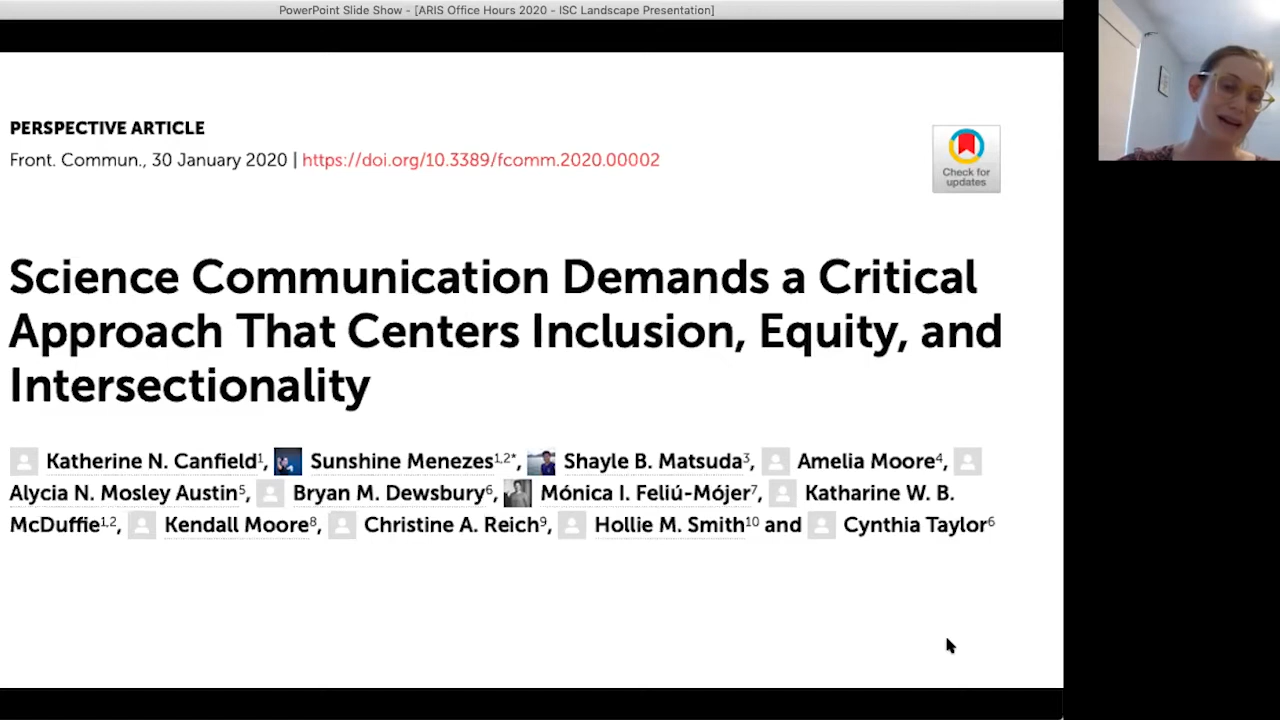 PowerPoint Slide Show - [ARIS Office Hours 2020 - ISC Landscape Presentation]
PERSPECTIVE ARTICLE
Front. Commun., 30 January 2020 | https://doi.org/10.3389/fcomm.2020.00002
Check for
updates
Science Communication Demands a Critical
Approach That Centers Inclusion, Equity, and
Intersectionality
Katherine N. Canfield1, Sunshine Menezes1,2*, Shayle B. Matsuda3, Amelia Moore4,
Alycia N. Mosley Austin5, Bryan M. Dewsbury6, Mónica I. Feliú-Mójer7, Katharine W. B.
McDuffie1,2, Kendall Moore8, Christine A. Reich9, Hollie M. Smith10 and Cynthia Taylor6